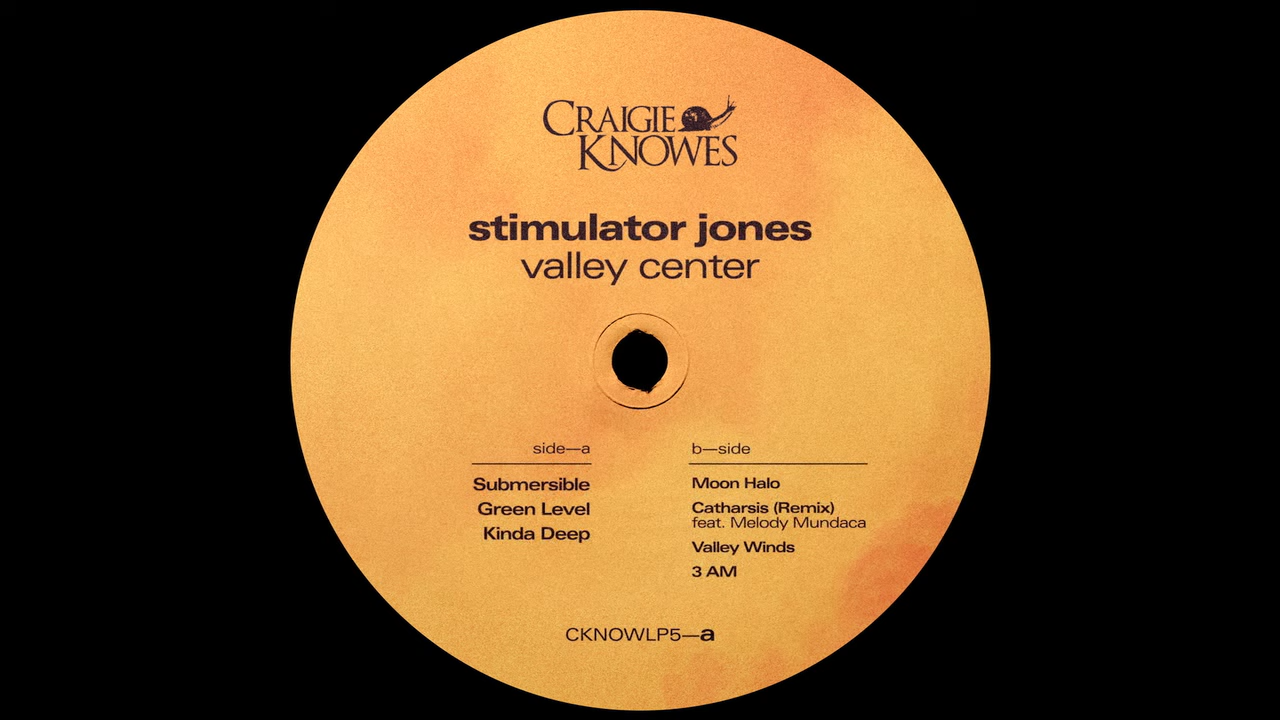 CRAIGIE
KNOWES
stimulator jones
valley center
side—a
Submersible
Green Level
Kinda Deep
b—side
Moon Halo
Catharsis (Remix)
feat. Melody Mundaca
Valley Winds
3 AM
CKNOWLP5—a